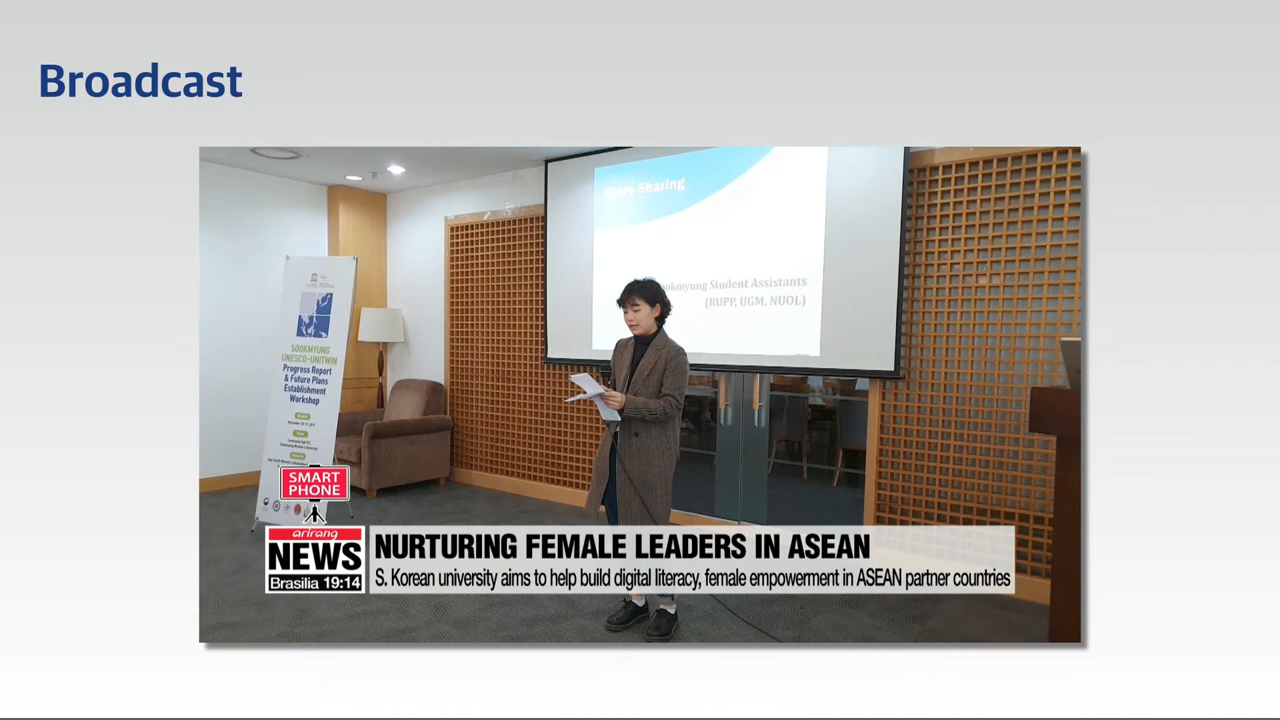 Broadcast
Story Sharing
Sookmyung Student Assistants
(RUPP, UGM, NUOL)
SOOKMYUNG
UNESCO-UNITWIN
Progress Report
& Future Plans
Establishment
Workshop
SMART
PHONE
arirang
NEWS
Brasilia 19:14
NURTURING FEMALE LEADERS IN ASEAN
S. Korean university aims to help build digital literacy, female empowerment in ASEAN partner countries